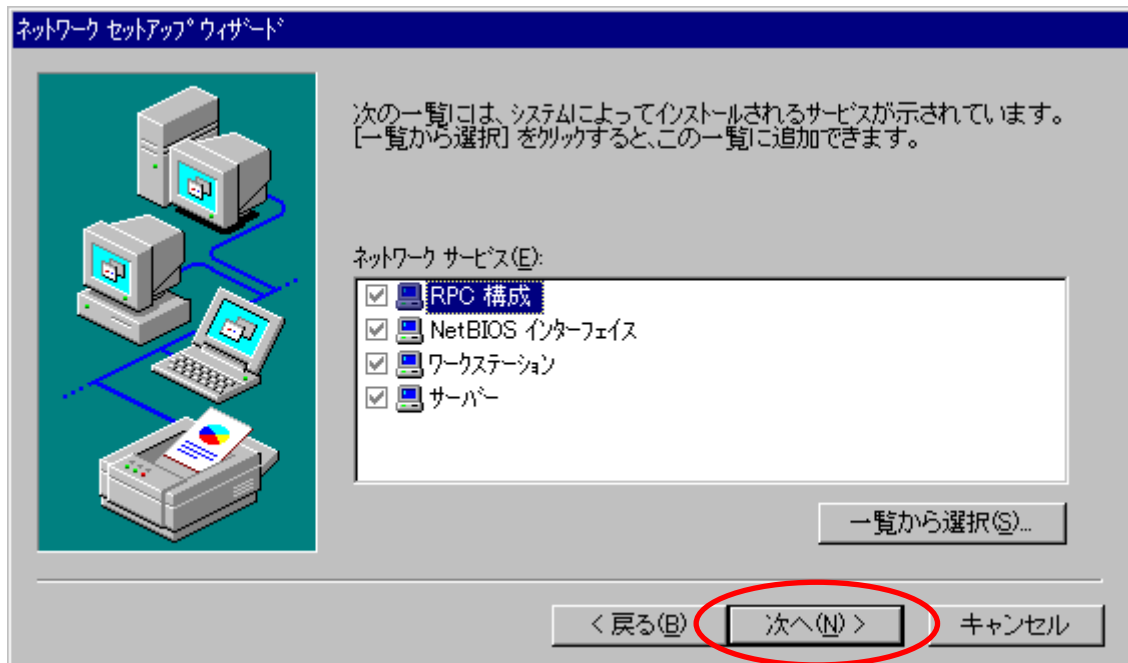 ネットワーク セットアップ ウィザード
次の一覧には、システムによってインストールされるサービスが示されています。
[一覧から選択] をクリックすると、この一覧に追加できます。
ネットワーク サービス(E):
RPC 構成
NetBIOS インターフェイス
ワークステーション
サーバー
一覧から選択(S)...
< 戻る(B)
次へ(N) >
キャンセル